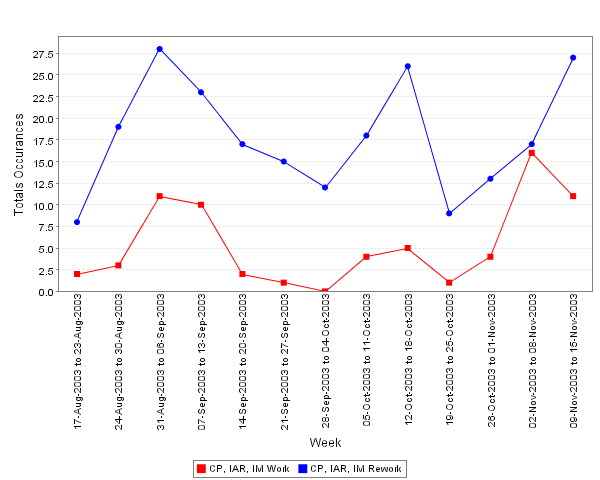 27.5
25.0
22.5
20.0
17.5
15.0
12.5
10.0
7.5
5.0
2.5
0.0
Totals Occurances
17-Aug-2003 to 23-Aug-2003
24-Aug-2003 to 30-Aug-2003
31-Aug-2003 to 06-Sep-2003
07-Sep-2003 to 13-Sep-2003
14-Sep-2003 to 20-Sep-2003
21-Sep-2003 to 27-Sep-2003
28-Sep-2003 to 04-Oct-2003
05-Oct-2003 to 11-Oct-2003
12-Oct-2003 to 18-Oct-2003
19-Oct-2003 to 25-Oct-2003
26-Oct-2003 to 01-Nov-2003
02-Nov-2003 to 08-Nov-2003
09-Nov-2003 to 15-Nov-2003
Week
CP, IAR, IM Work
CP, IAR, IM Rework